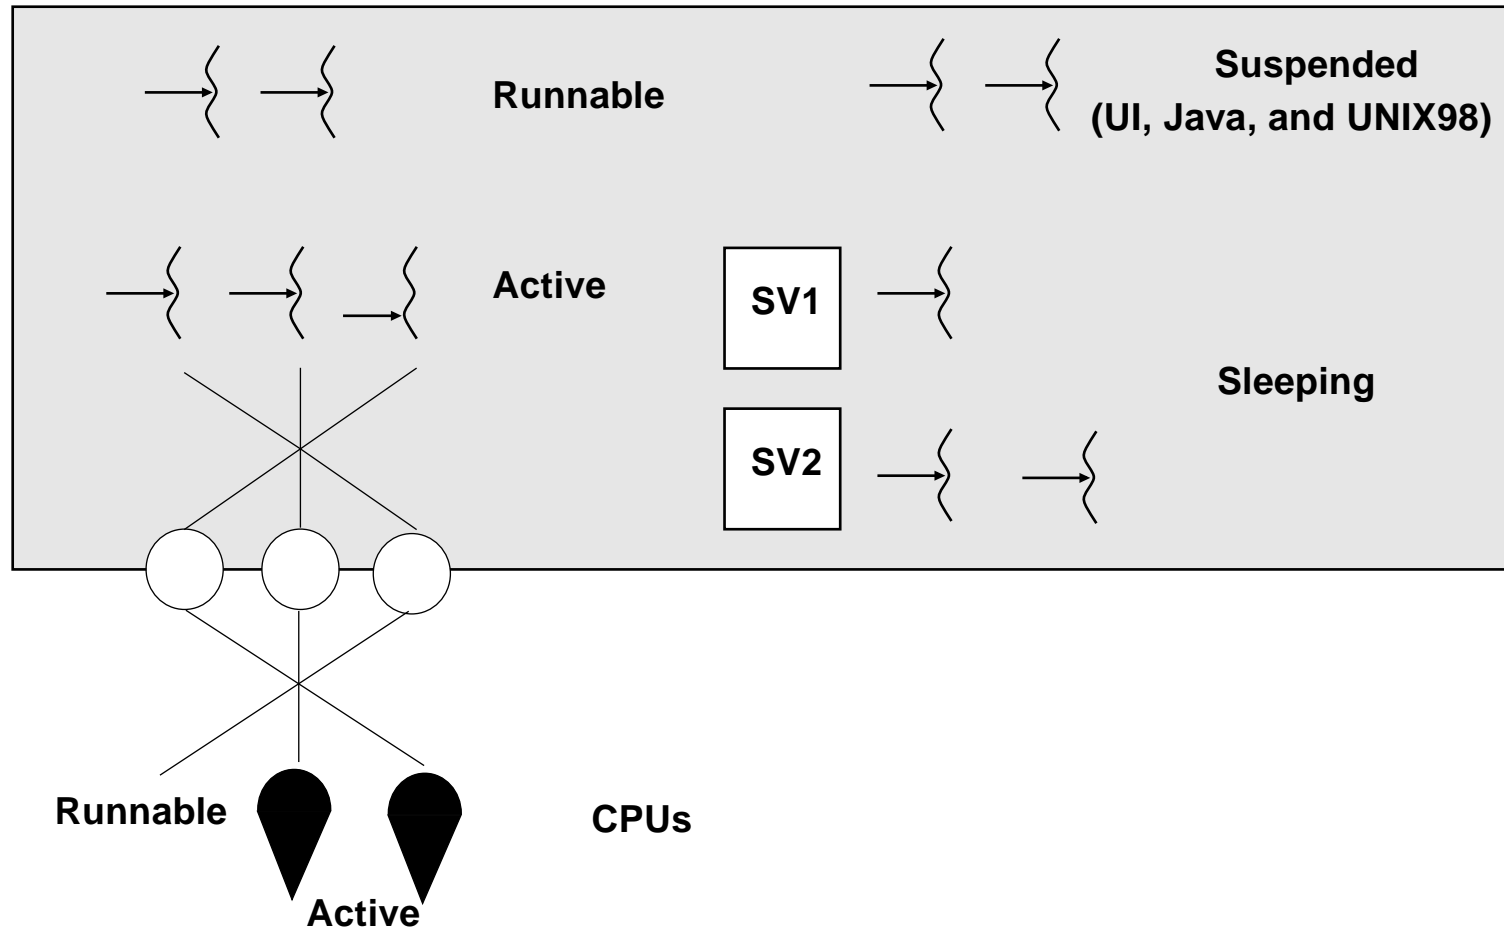 Runnable
Suspended
(UI, Java, and UNIX98)
Active
SV1
Sleeping
SV2
Runnable
CPUs
Active